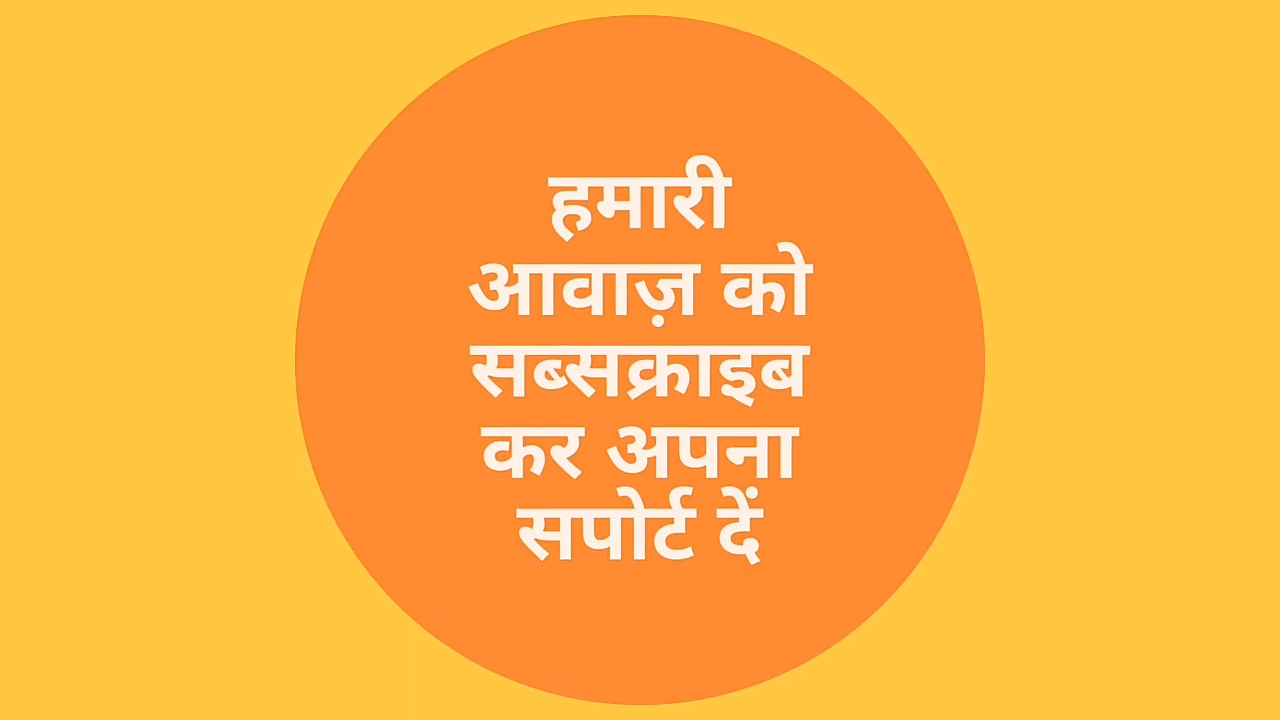 हमारी
आवाज़ को
सब्सक्राइब
कर अपना
सपोर्ट दें